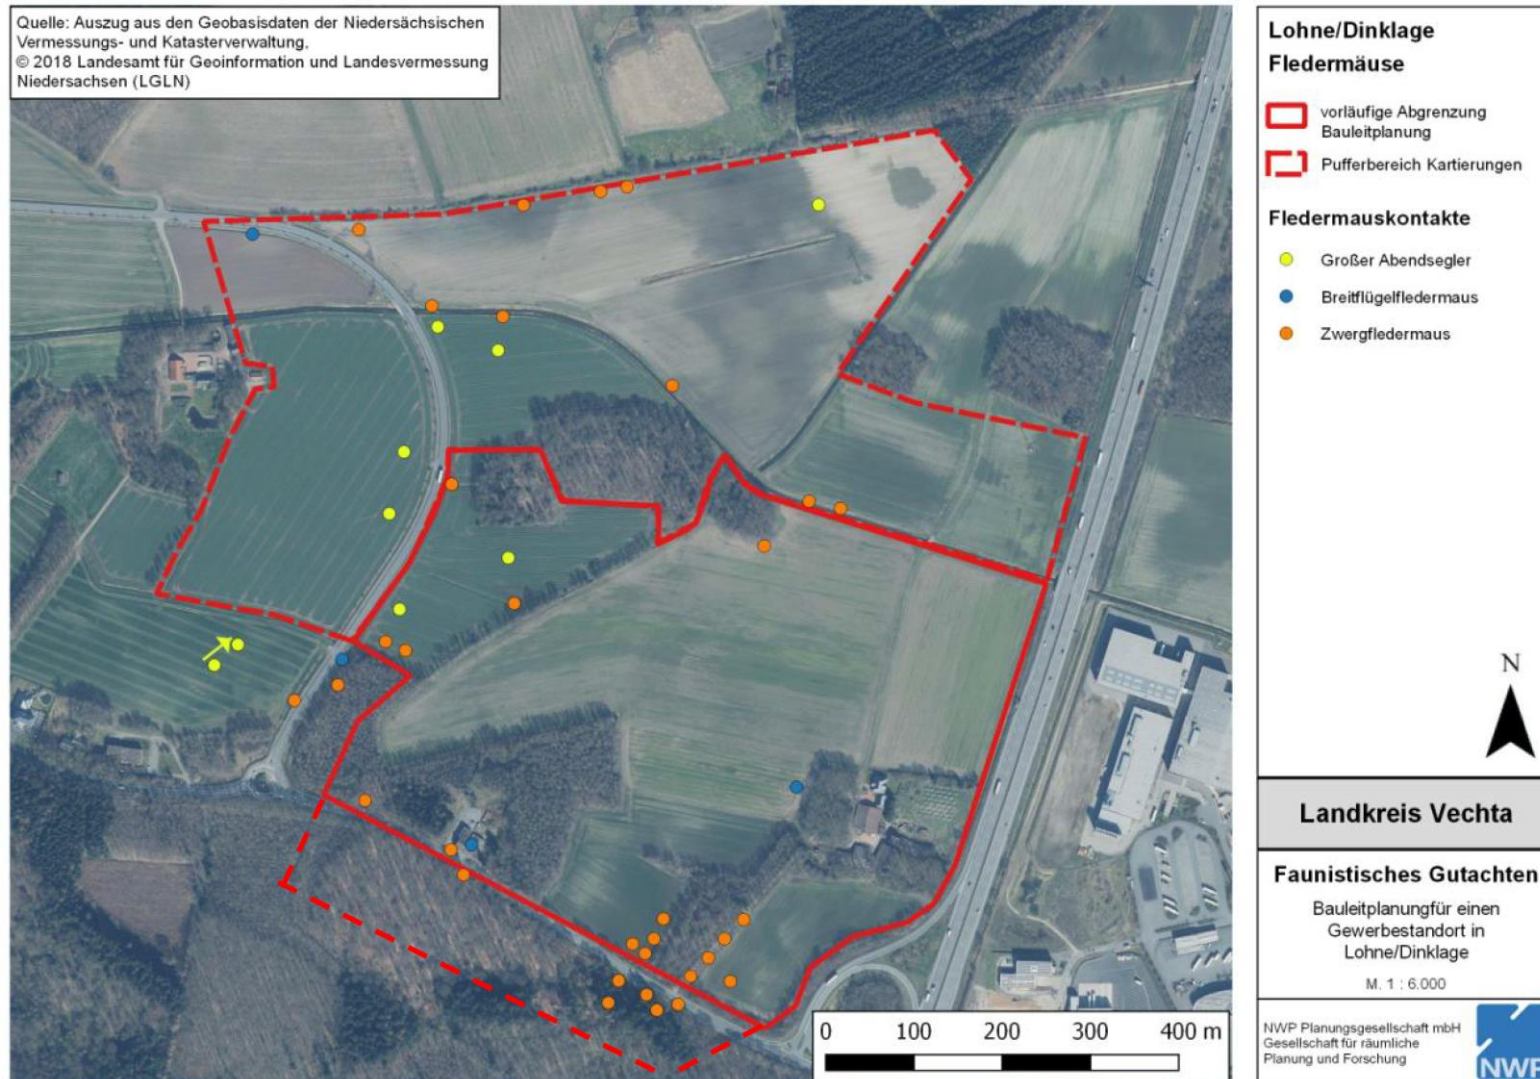 Quelle: Auszug aus den Geobasisdaten der Niedersächsischen
Vermessungs- und Katasterverwaltung,
© 2018 Landesamt für Geoinformation und Landesvermessung
Niedersachsen (LGLN)
Lohne/Dinklage
Fledermäuse
vorläufige Abgrenzung
Bauleitplanung
Pufferbereich Kartierungen
Fledermauskontakte
Großer Abendsegler
Breitflügelfledermaus
Zwergfledermaus
N
Landkreis Vechta
Faunistisches Gutachten
Bauleitplanungfür einen
Gewerbestandort in
Lohne/Dinklage
M. 1 : 6.000
NWP Planungsgesellschaft mbH
Gesellschaft für räumliche
Planung und Forschung
NWP
0 100 200 300 400 m